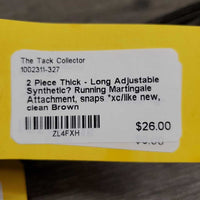 The Tack Collector
1002311-327
2 Piece Thick - Long Adjustable
Synthetic? Running Martingale
Attachment, snaps *xc/like new,
clean Brown
ZL4FXH
$26.00